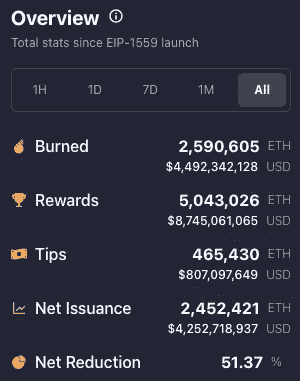 Overview
Total stats since EIP-1559 launch
1H 1D 7D 1M All
Burned 2,590,605 ETH
$4,492,342,128 USD
Rewards 5,043,026 ETH
$8,745,061,065 USD
Tips 465,430 ETH
$807,097,649 USD
Net Issuance 2,452,421 ETH
$4,252,718,937 USD
Net Reduction 51.37 %